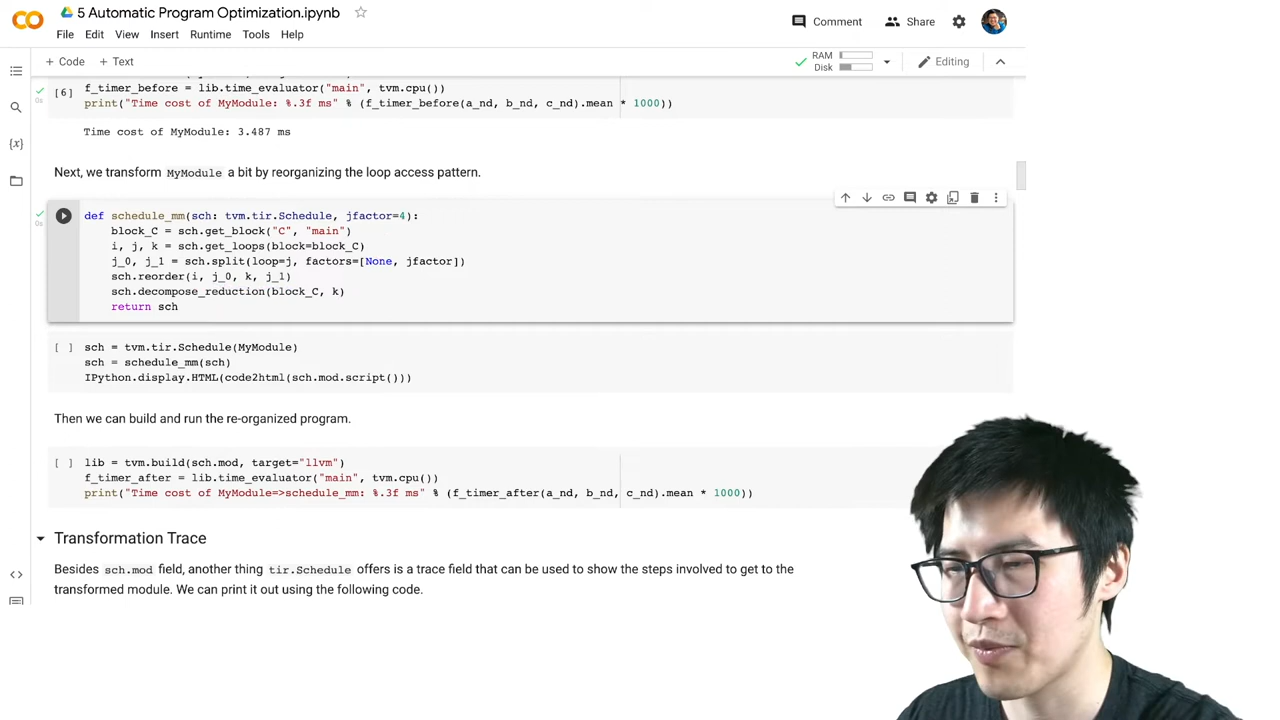 5 Automatic Program Optimization.ipynb
Comment
Share
File Edit View Insert Runtime Tools Help
+ Code + Text
RAM
Disk
Editing
[6]
0s
f_timer_before = lib.time_evaluator("main", tvm.cpu())
print("Time cost of MyModule: %.3f ms" % (f_timer_before(a_nd, b_nd, c_nd).mean * 1000))
Time cost of MyModule: 3.487 ms
Next, we transform MyModule a bit by reorganizing the loop access pattern.
0s
def schedule_mm(sch: tvm.tir.Schedule, jfactor=4):
block_C = sch.get_block("C", "main")
i, j, k = sch.get_loops(block=block_C)
j_0, j_1 = sch.split(loop=j, factors=[None, jfactor])
sch.reorder(i, j_0, k, j_1)
sch.decompose_reduction(block_C, k)
return sch
[ ] sch = tvm.tir.Schedule(MyModule)
sch = schedule_mm(sch)
IPython.display.HTML(code2html(sch.mod.script()))
Then we can build and run the re-organized program.
[ ] lib = tvm.build(sch.mod, target="llvm")
f_timer_after = lib.time_evaluator("main", tvm.cpu())
print("Time cost of MyModule=>schedule_mm: %.3f ms" % (f_timer_after(a_nd, b_nd, c_nd).mean * 1000))
Transformation Trace
Besides sch.mod field, another thing tir.Schedule offers is a trace field that can be used to show the steps involved to get to the
transformed module. We can print it out using the following code.